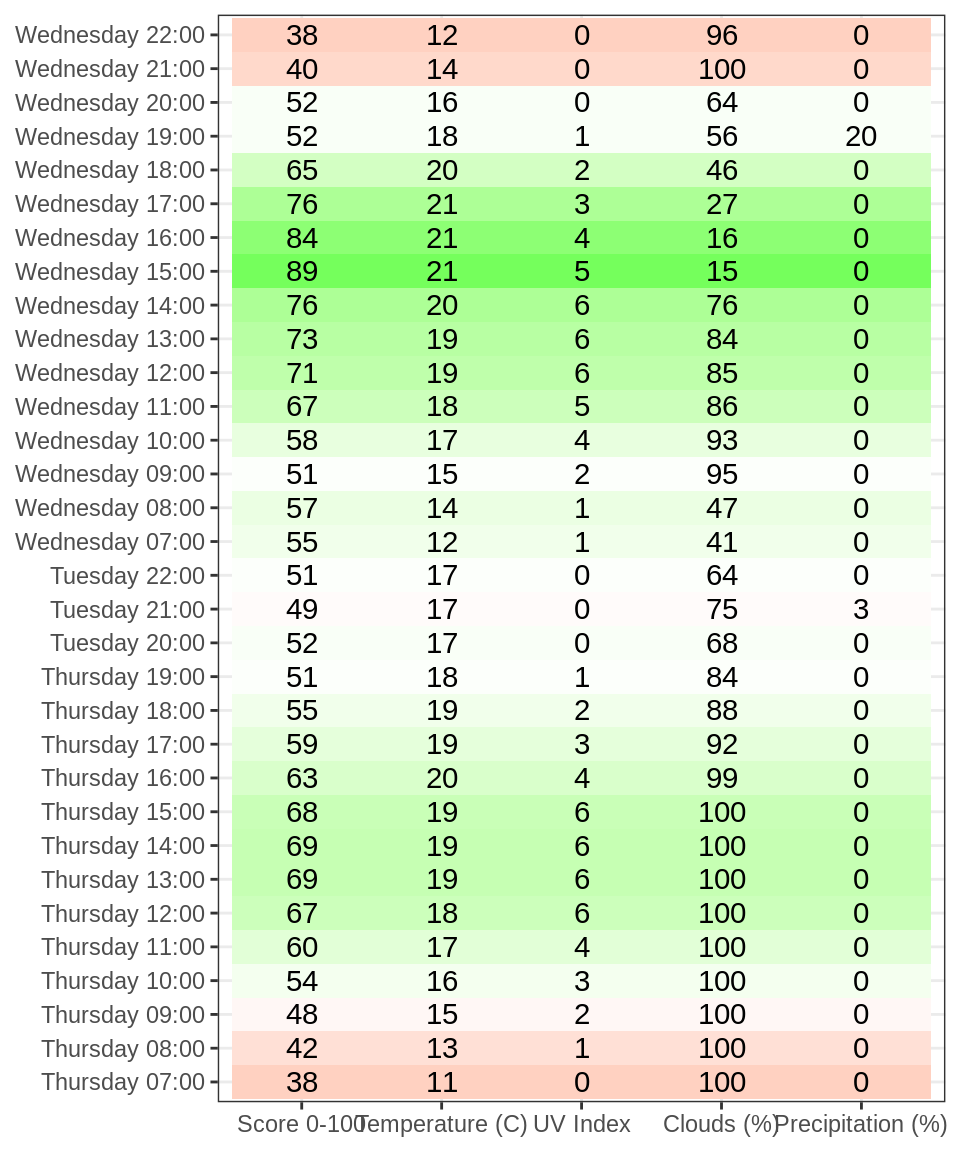 Wednesday 22:00 38 12 0 96 0
Wednesday 21:00 40 14 0 100 0
Wednesday 20:00 52 16 0 64 0
Wednesday 19:00 52 18 1 56 20
Wednesday 18:00 65 20 2 46 0
Wednesday 17:00 76 21 3 27 0
Wednesday 16:00 84 21 4 16 0
Wednesday 15:00 89 21 5 15 0
Wednesday 14:00 76 20 6 76 0
Wednesday 13:00 73 19 6 84 0
Wednesday 12:00 71 19 6 85 0
Wednesday 11:00 67 18 5 86 0
Wednesday 10:00 58 17 4 93 0
Wednesday 09:00 51 15 2 95 0
Wednesday 08:00 57 14 1 47 0
Wednesday 07:00 55 12 1 41 0
Tuesday 22:00 51 17 0 64 0
Tuesday 21:00 49 17 0 75 3
Tuesday 20:00 52 17 0 68 0
Thursday 19:00 51 18 1 84 0
Thursday 18:00 55 19 2 88 0
Thursday 17:00 59 19 3 92 0
Thursday 16:00 63 20 4 99 0
Thursday 15:00 68 19 6 100 0
Thursday 14:00 69 19 6 100 0
Thursday 13:00 69 19 6 100 0
Thursday 12:00 67 18 6 100 0
Thursday 11:00 60 17 4 100 0
Thursday 10:00 54 16 3 100 0
Thursday 09:00 48 15 2 100 0
Thursday 08:00 42 13 1 100 0
Thursday 07:00 38 11 0 100 0
Score 0-100 Temperature (C) UV Index Clouds (%) Precipitation (%)